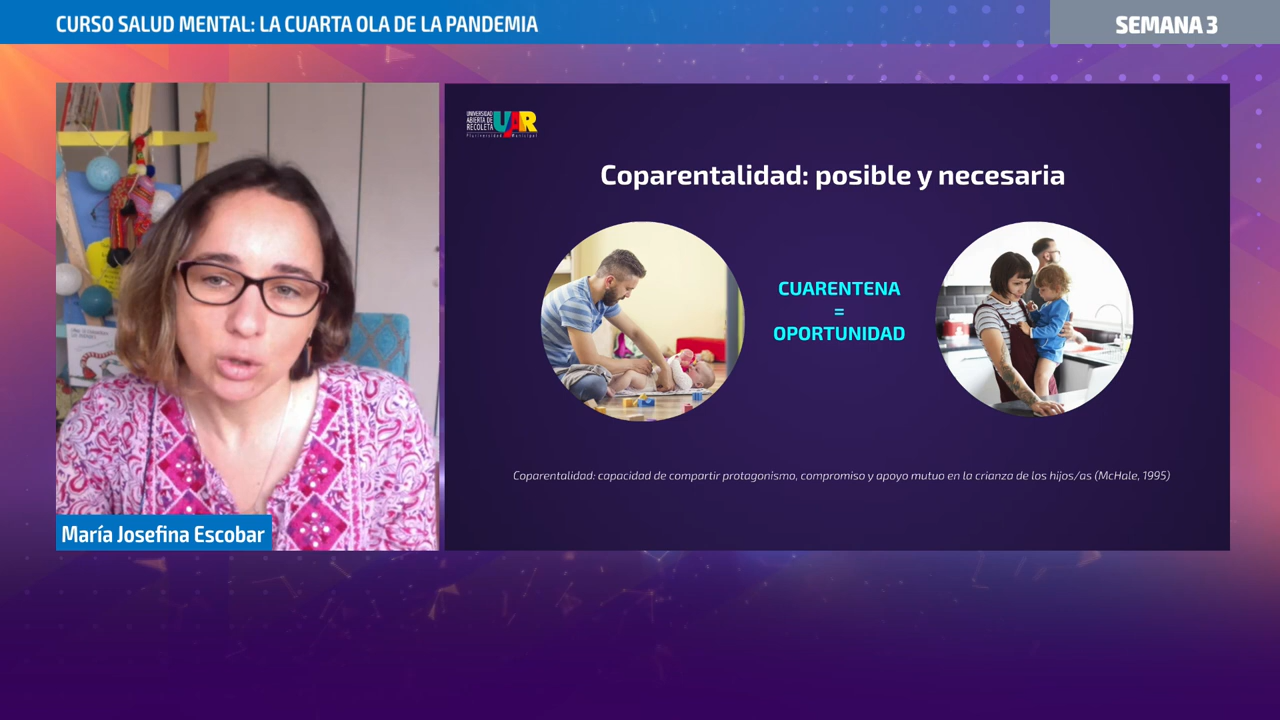 CURSO SALUD MENTAL: LA CUARTA OLA DE LA PANDEMIA
SEMANA 3
UNIVERSIDAD
ABIERTA DE
RECOLETA
UAR
Pluriversidad Municipal
Coparentalidad: posible y necesaria
CUARENTENA
=
OPORTUNIDAD
Coparentalidad: capacidad de compartir protagonismo, compromiso y apoyo mutuo en la crianza de los hijos/as (McHale, 1995)
María Josefina Escobar